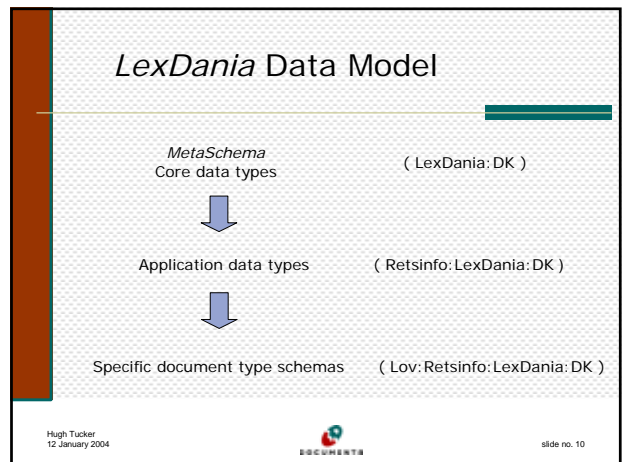 LexDania Data Model
MetaSchema
Core data types
( LexDania:DK )
Application data types
( Retsinfo:LexDania:DK )
Specific document type schemas
( Lov:Retsinfo:LexDania:DK )
Hugh Tucker
12 January 2004
DOCUMENTA
slide no. 10